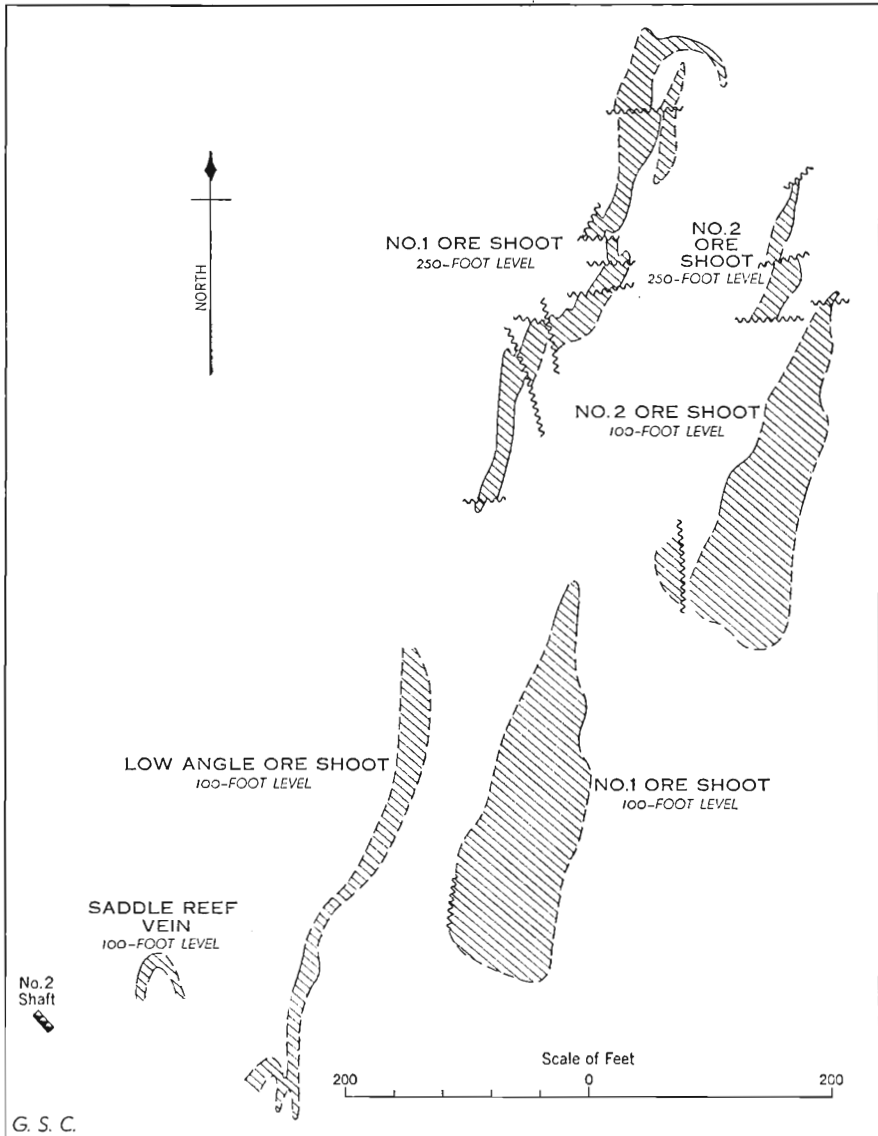 NORTH
NO.1 ORE SHOOT
250-FOOT LEVEL
NO.2
ORE
SHOOT
250-FOOT LEVEL
NO.2 ORE SHOOT
100-FOOT LEVEL
LOW ANGLE ORE SHOOT
100-FOOT LEVEL
NO.1 ORE SHOOT
100-FOOT LEVEL
SADDLE REEF
VEIN
100-FOOT LEVEL
No.2
Shaft
Scale of Feet
200 0 200
G. S. C.